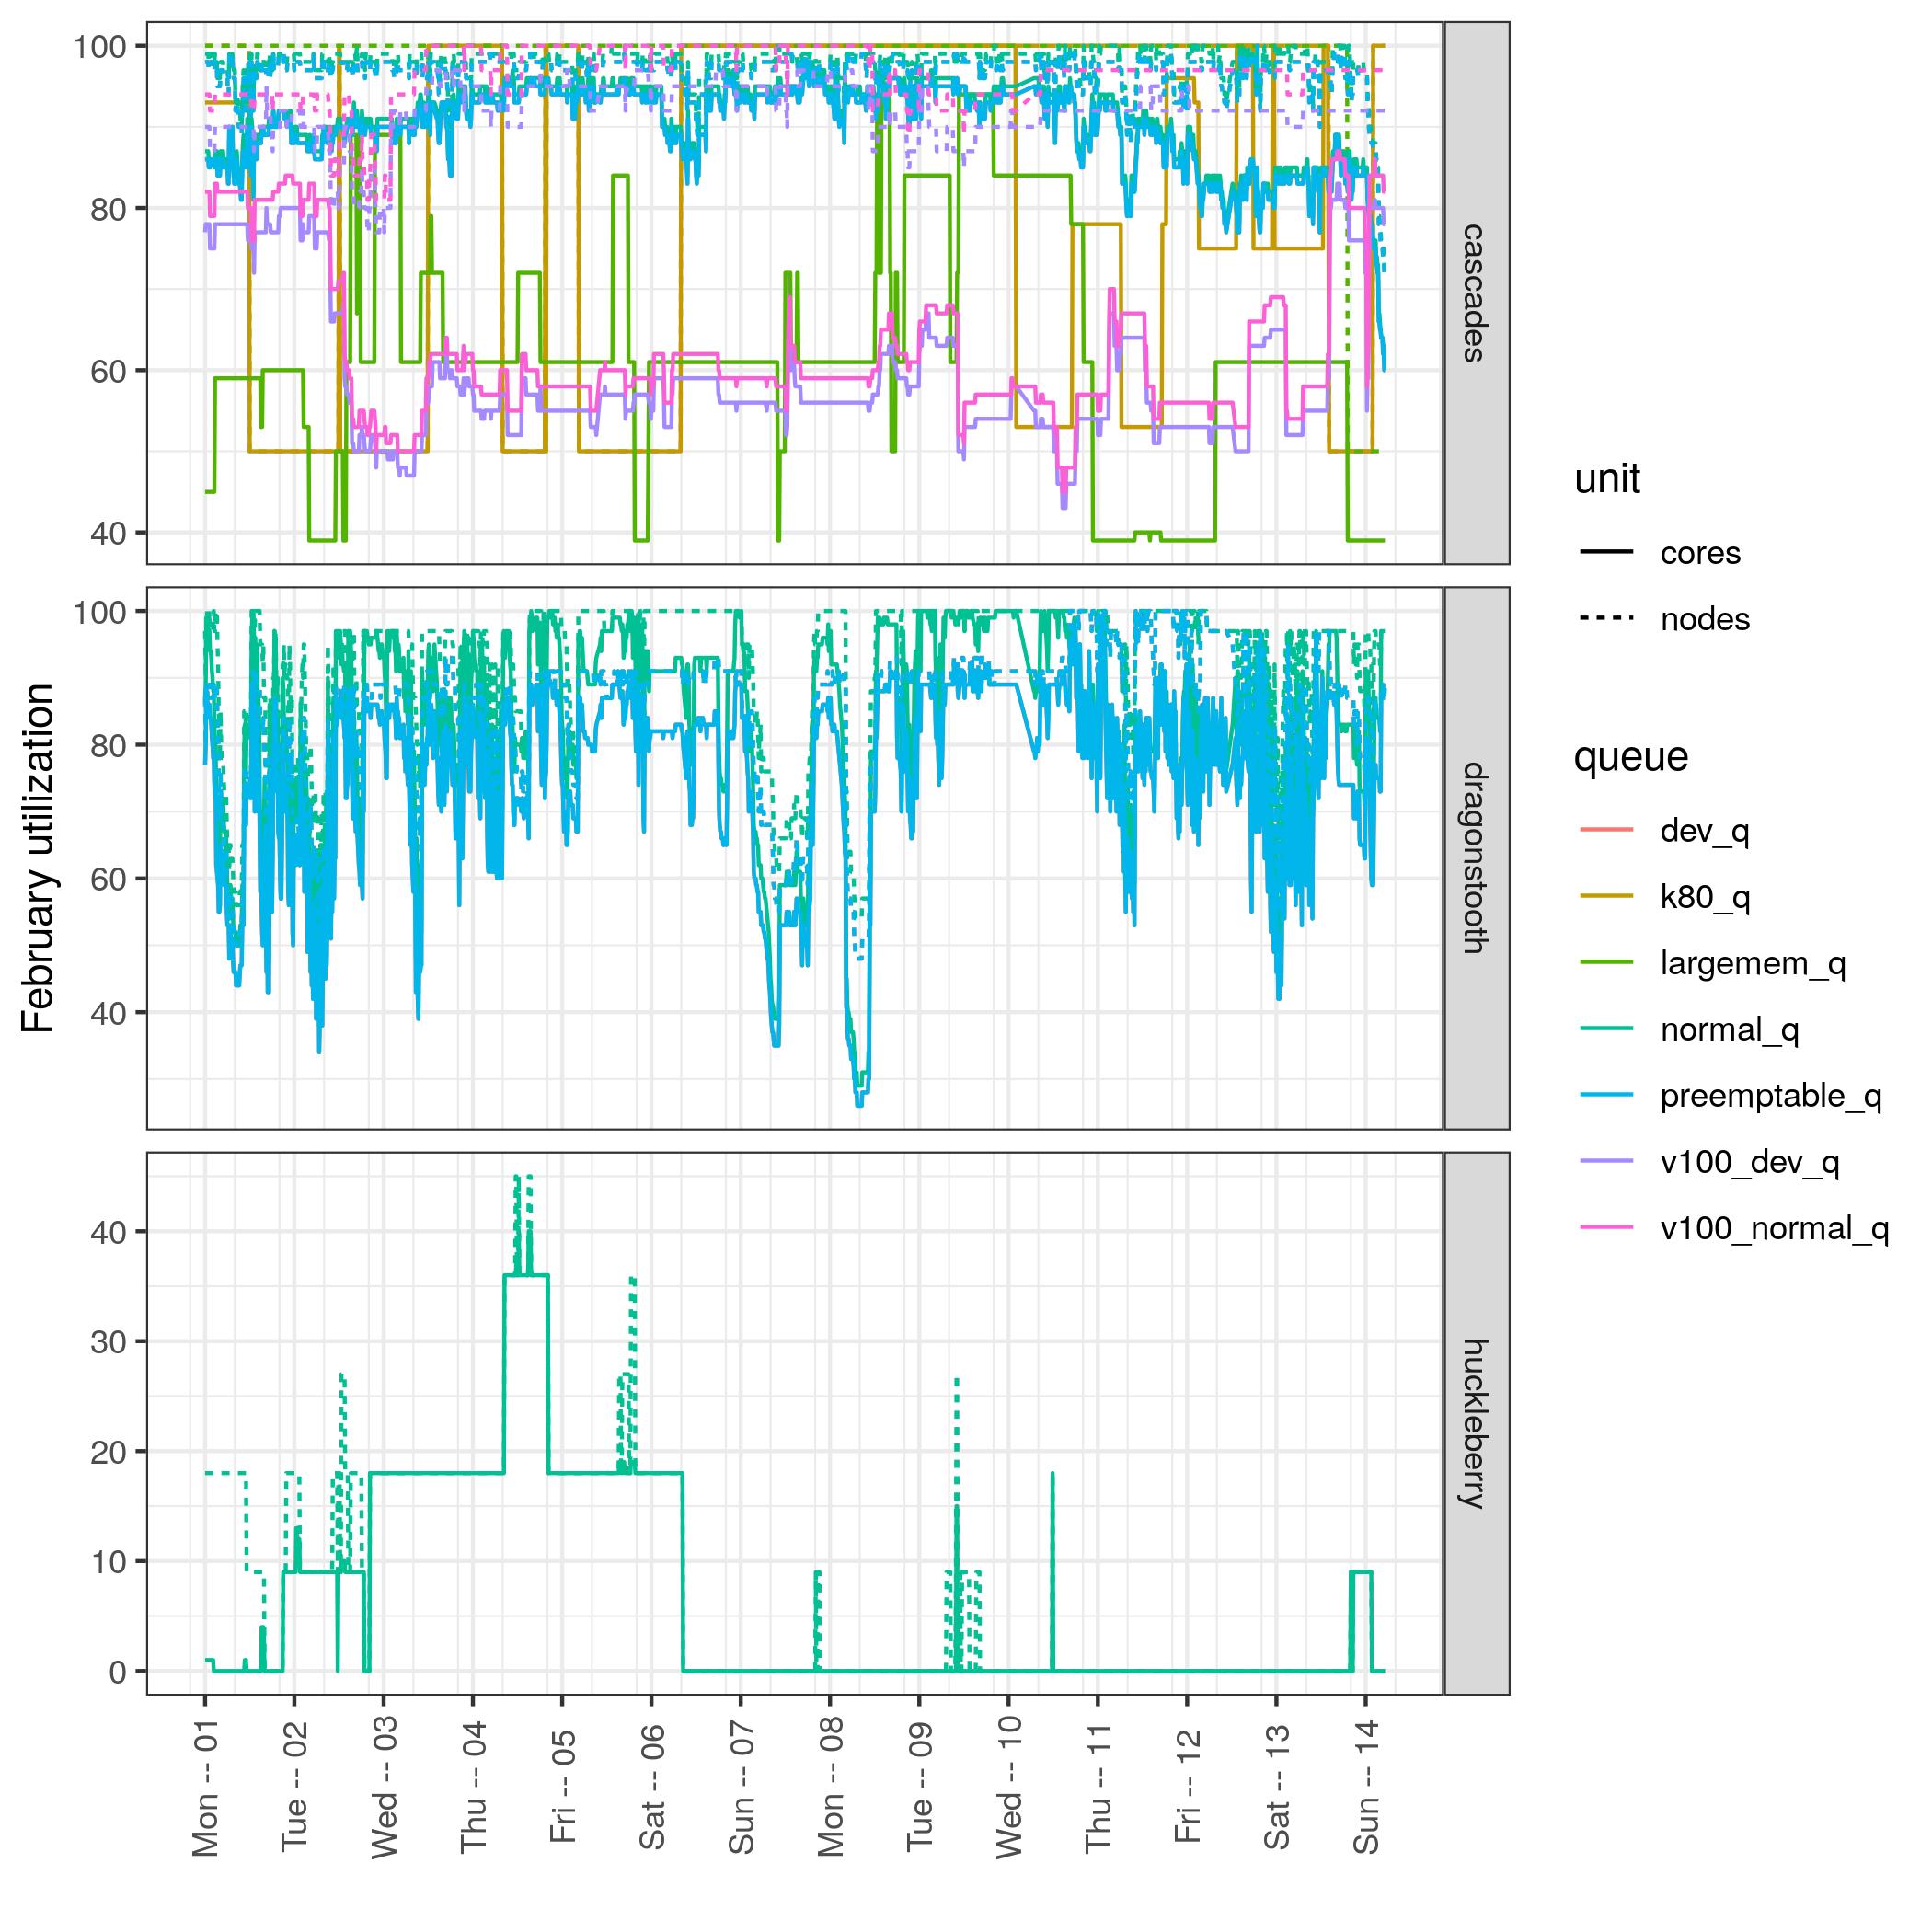 February utilization
100
80
60
40
cascades
100
80
60
40
dragonstooth
40
30
20
10
0
huckleberry
Mon -- 01
Tue -- 02
Wed -- 03
Thu -- 04
Fri -- 05
Sat -- 06
Sun -- 07
Mon -- 08
Tue -- 09
Wed -- 10
Thu -- 11
Fri -- 12
Sat -- 13
Sun -- 14
unit
cores
nodes
queue
dev_q
k80_q
largemem_q
normal_q
preemptable_q
v100_dev_q
v100_normal_q